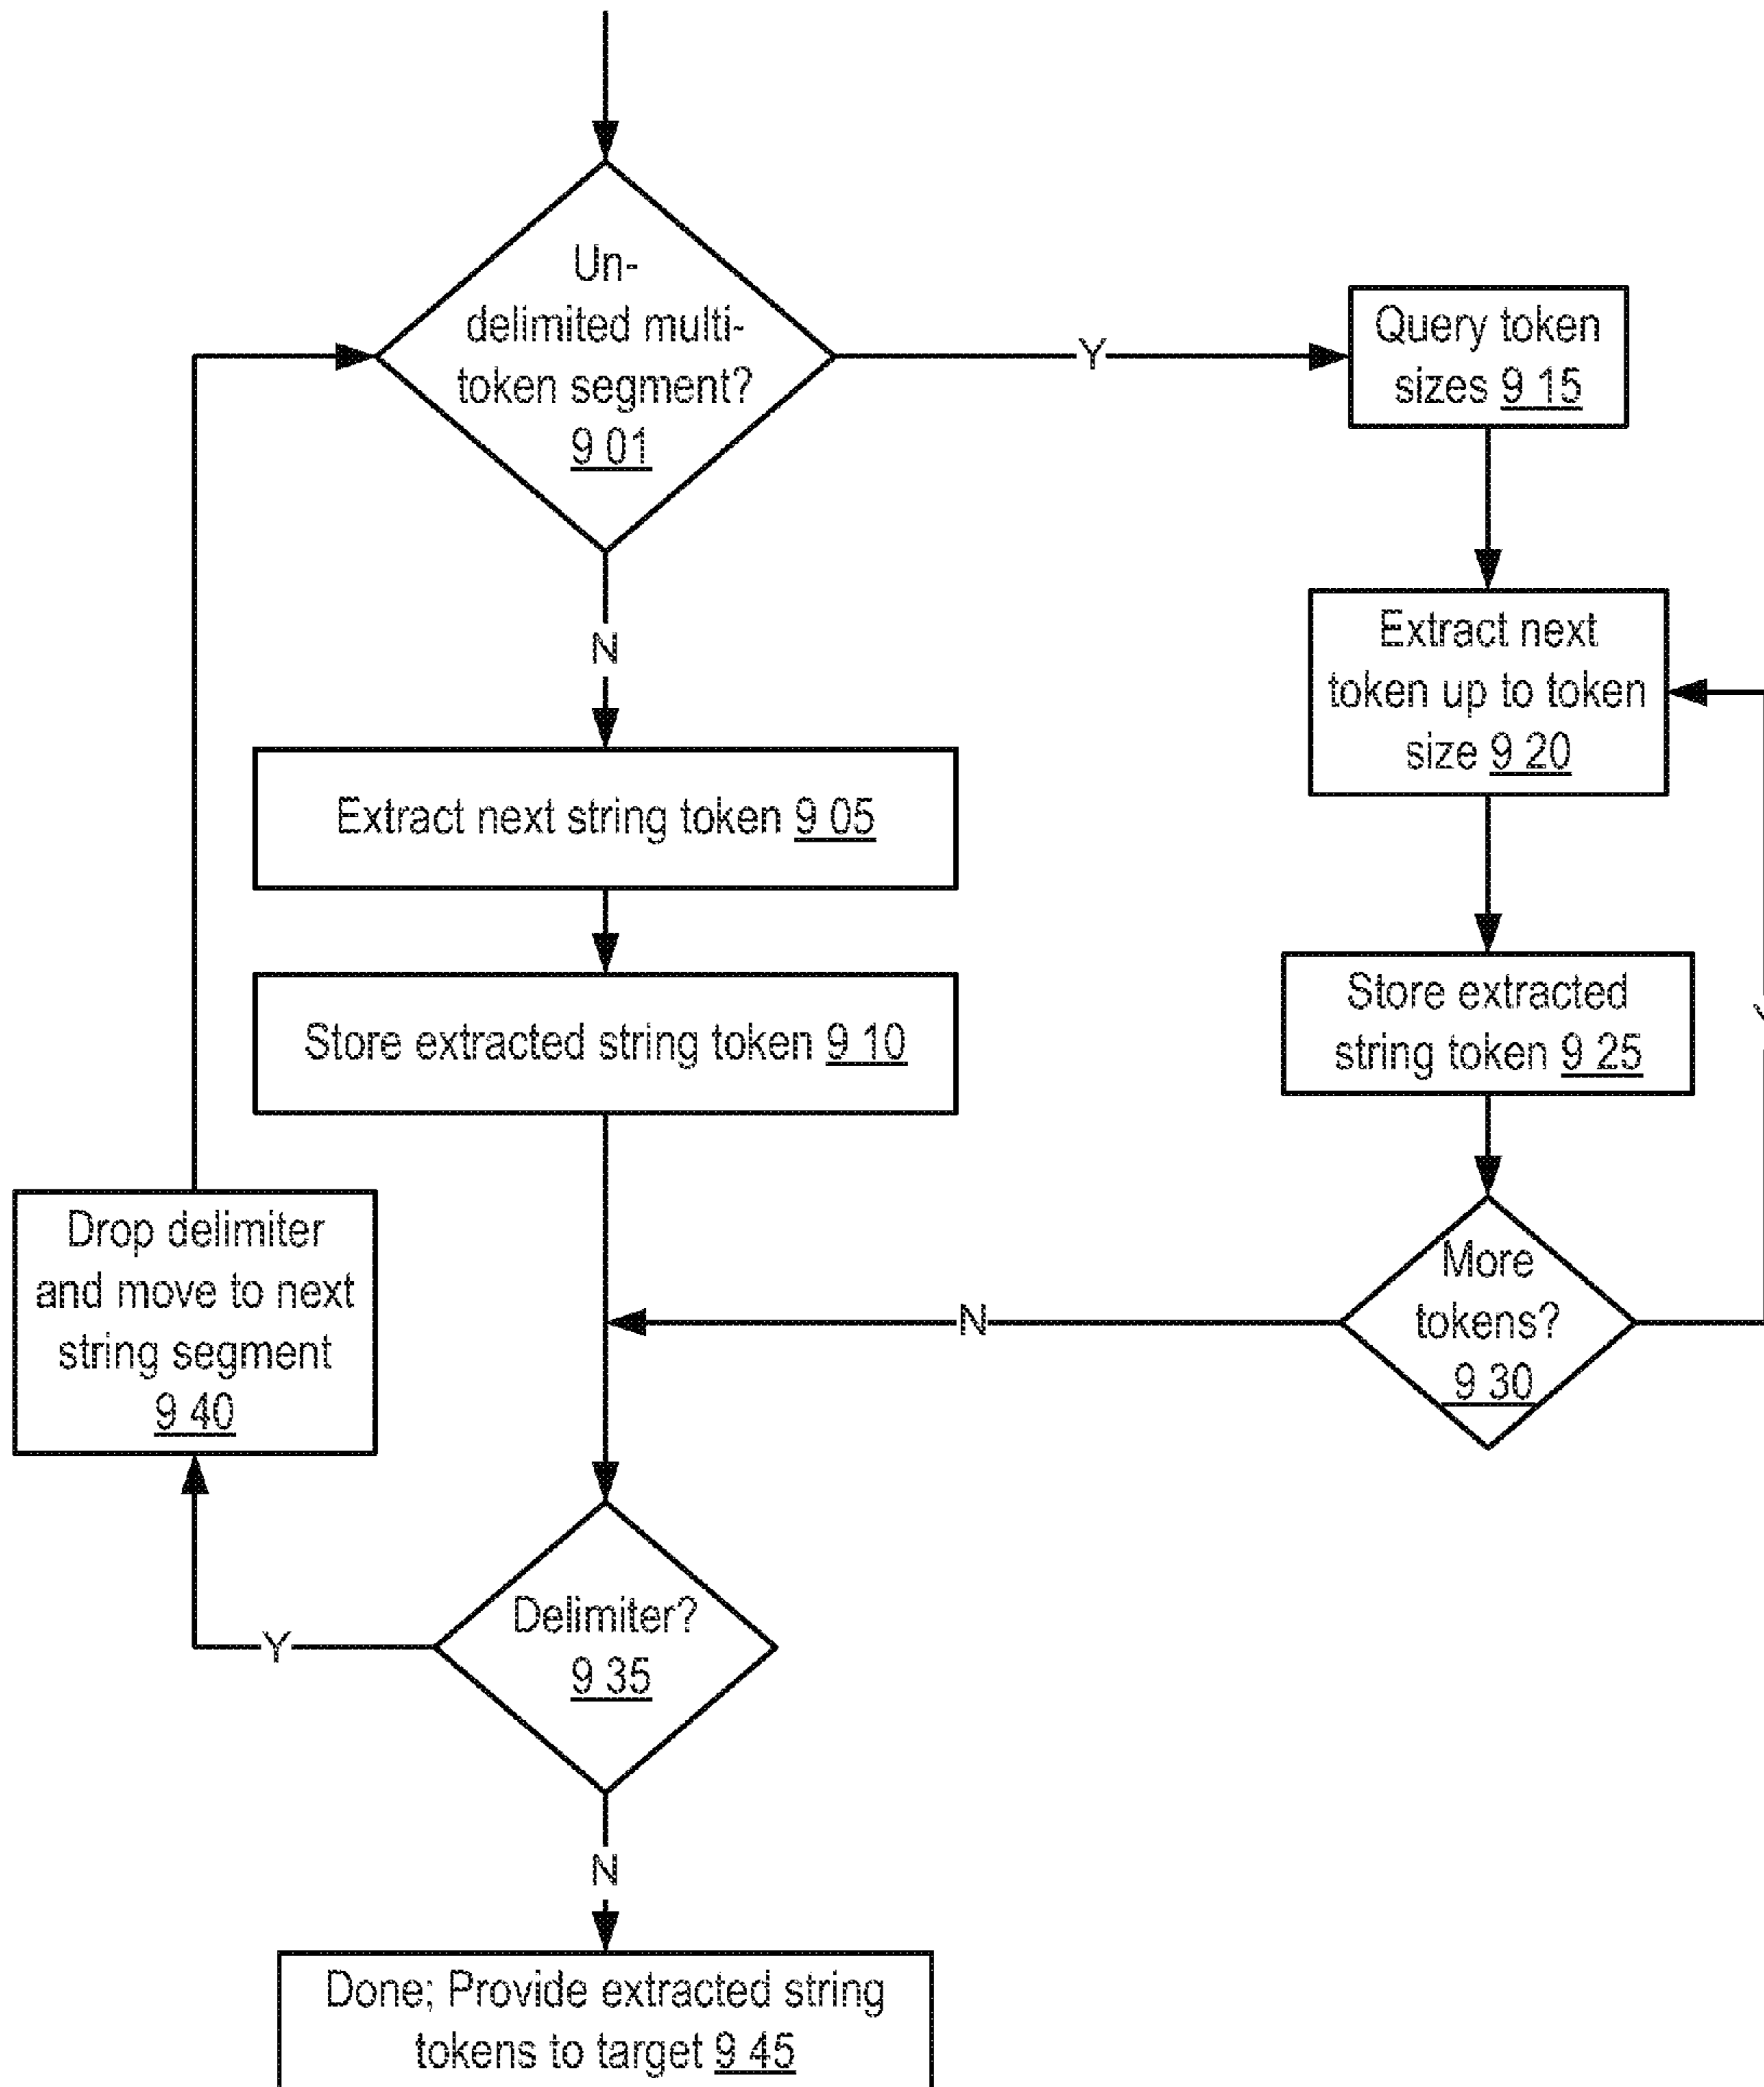 Un-
delimited multi-
token segment?
9 01
Y
Query token
sizes 9 15
N
Extract next
token up to token
size 9 20
Extract next string token 9 05
Store extracted string token 9 10
Store extracted
string token 9 25
Drop delimiter
and move to next
string segment
9 40
More
tokens?
9 30
N
Delimiter?
9 35
Y
N
Done; Provide extracted string
tokens to target 9 45